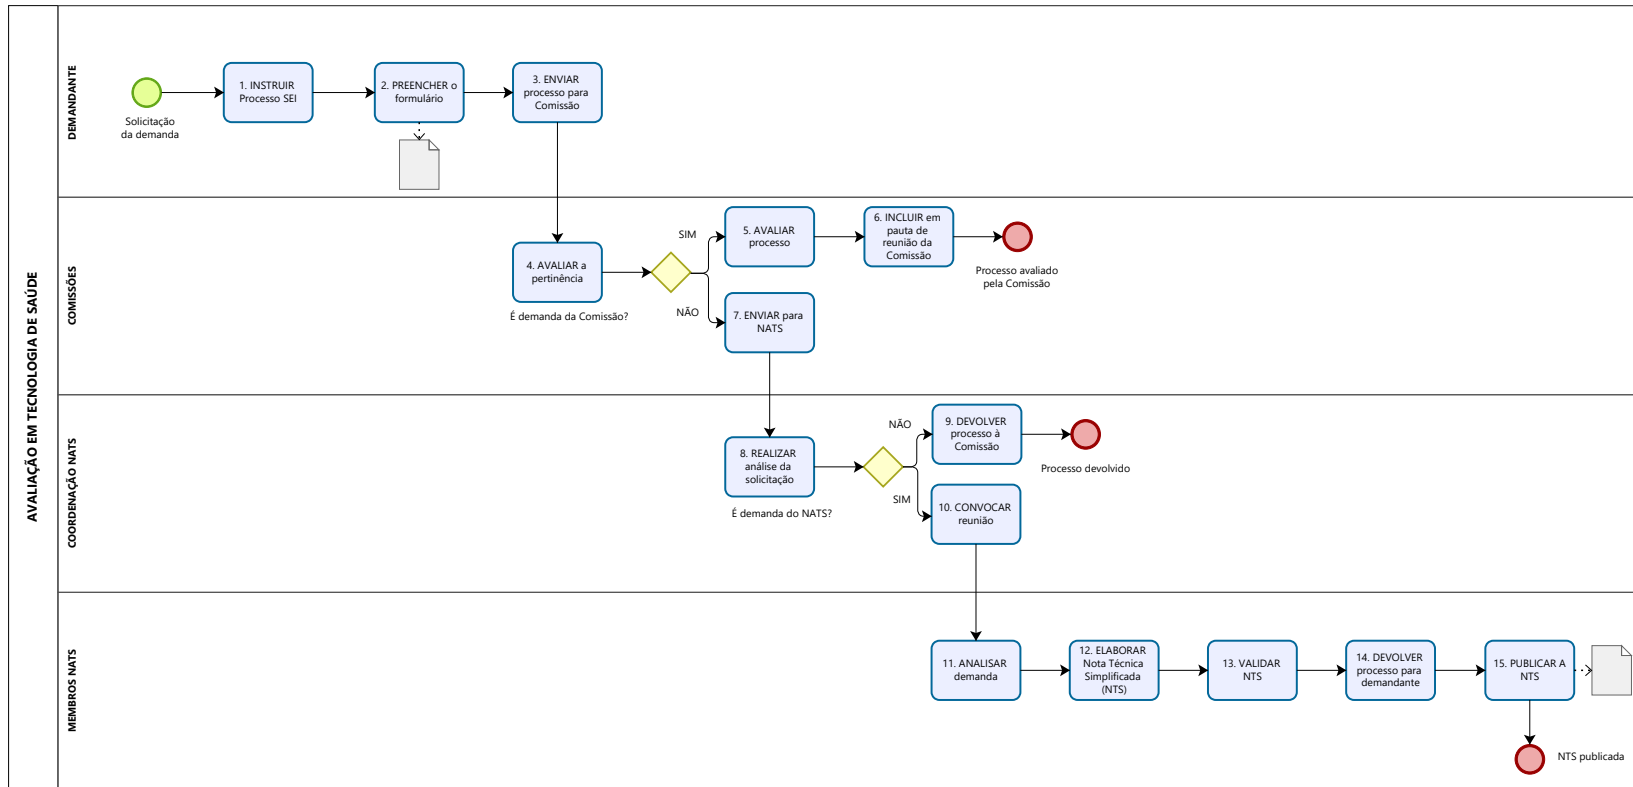 AVALIAÇÃO EM TECNOLOGIA DE SAÚDE
DEMANDANTE
Solicitação
da demanda
1. INSTRUIR
Processo SEI
2. PREENCHER o
formulário
3. ENVIAR
processo para
Comissão
COMISSÕES
4. AVALIAR a
pertinência
É demanda da Comissão?
SIM
NÃO
5. AVALIAR
processo
6. INCLUIR em
pauta de
reunião da
Comissão
Processo avaliado
pela Comissão
7. ENVIAR para
NATS
COORDENAÇÃO NATS
8. REALIZAR
análise da
solicitação
É demanda do NATS?
NÃO
SIM
9. DEVOLVER
processo à
Comissão
Processo devolvido
10. CONVOCAR
reunião
MEMBROS NATS
11. ANALISAR
demanda
12. ELABORAR
Nota Técnica
Simplificada
(NTS)
13. VALIDAR
NTS
14. DEVOLVER
processo para
demandante
15. PUBLICAR A
NTS
NTS publicada